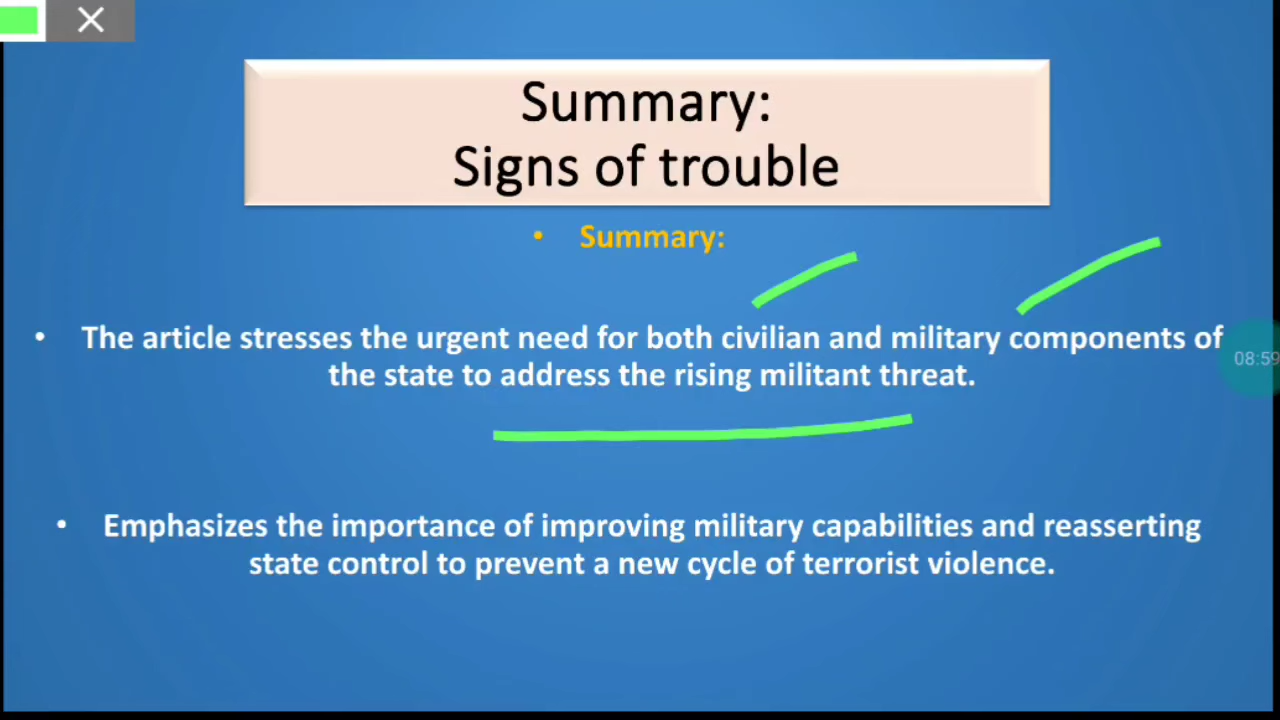 Summary:
Signs of trouble
• Summary:
• The article stresses the urgent need for both civilian and military components of
the state to address the rising militant threat.
08:59
• Emphasizes the importance of improving military capabilities and reasserting
state control to prevent a new cycle of terrorist violence.